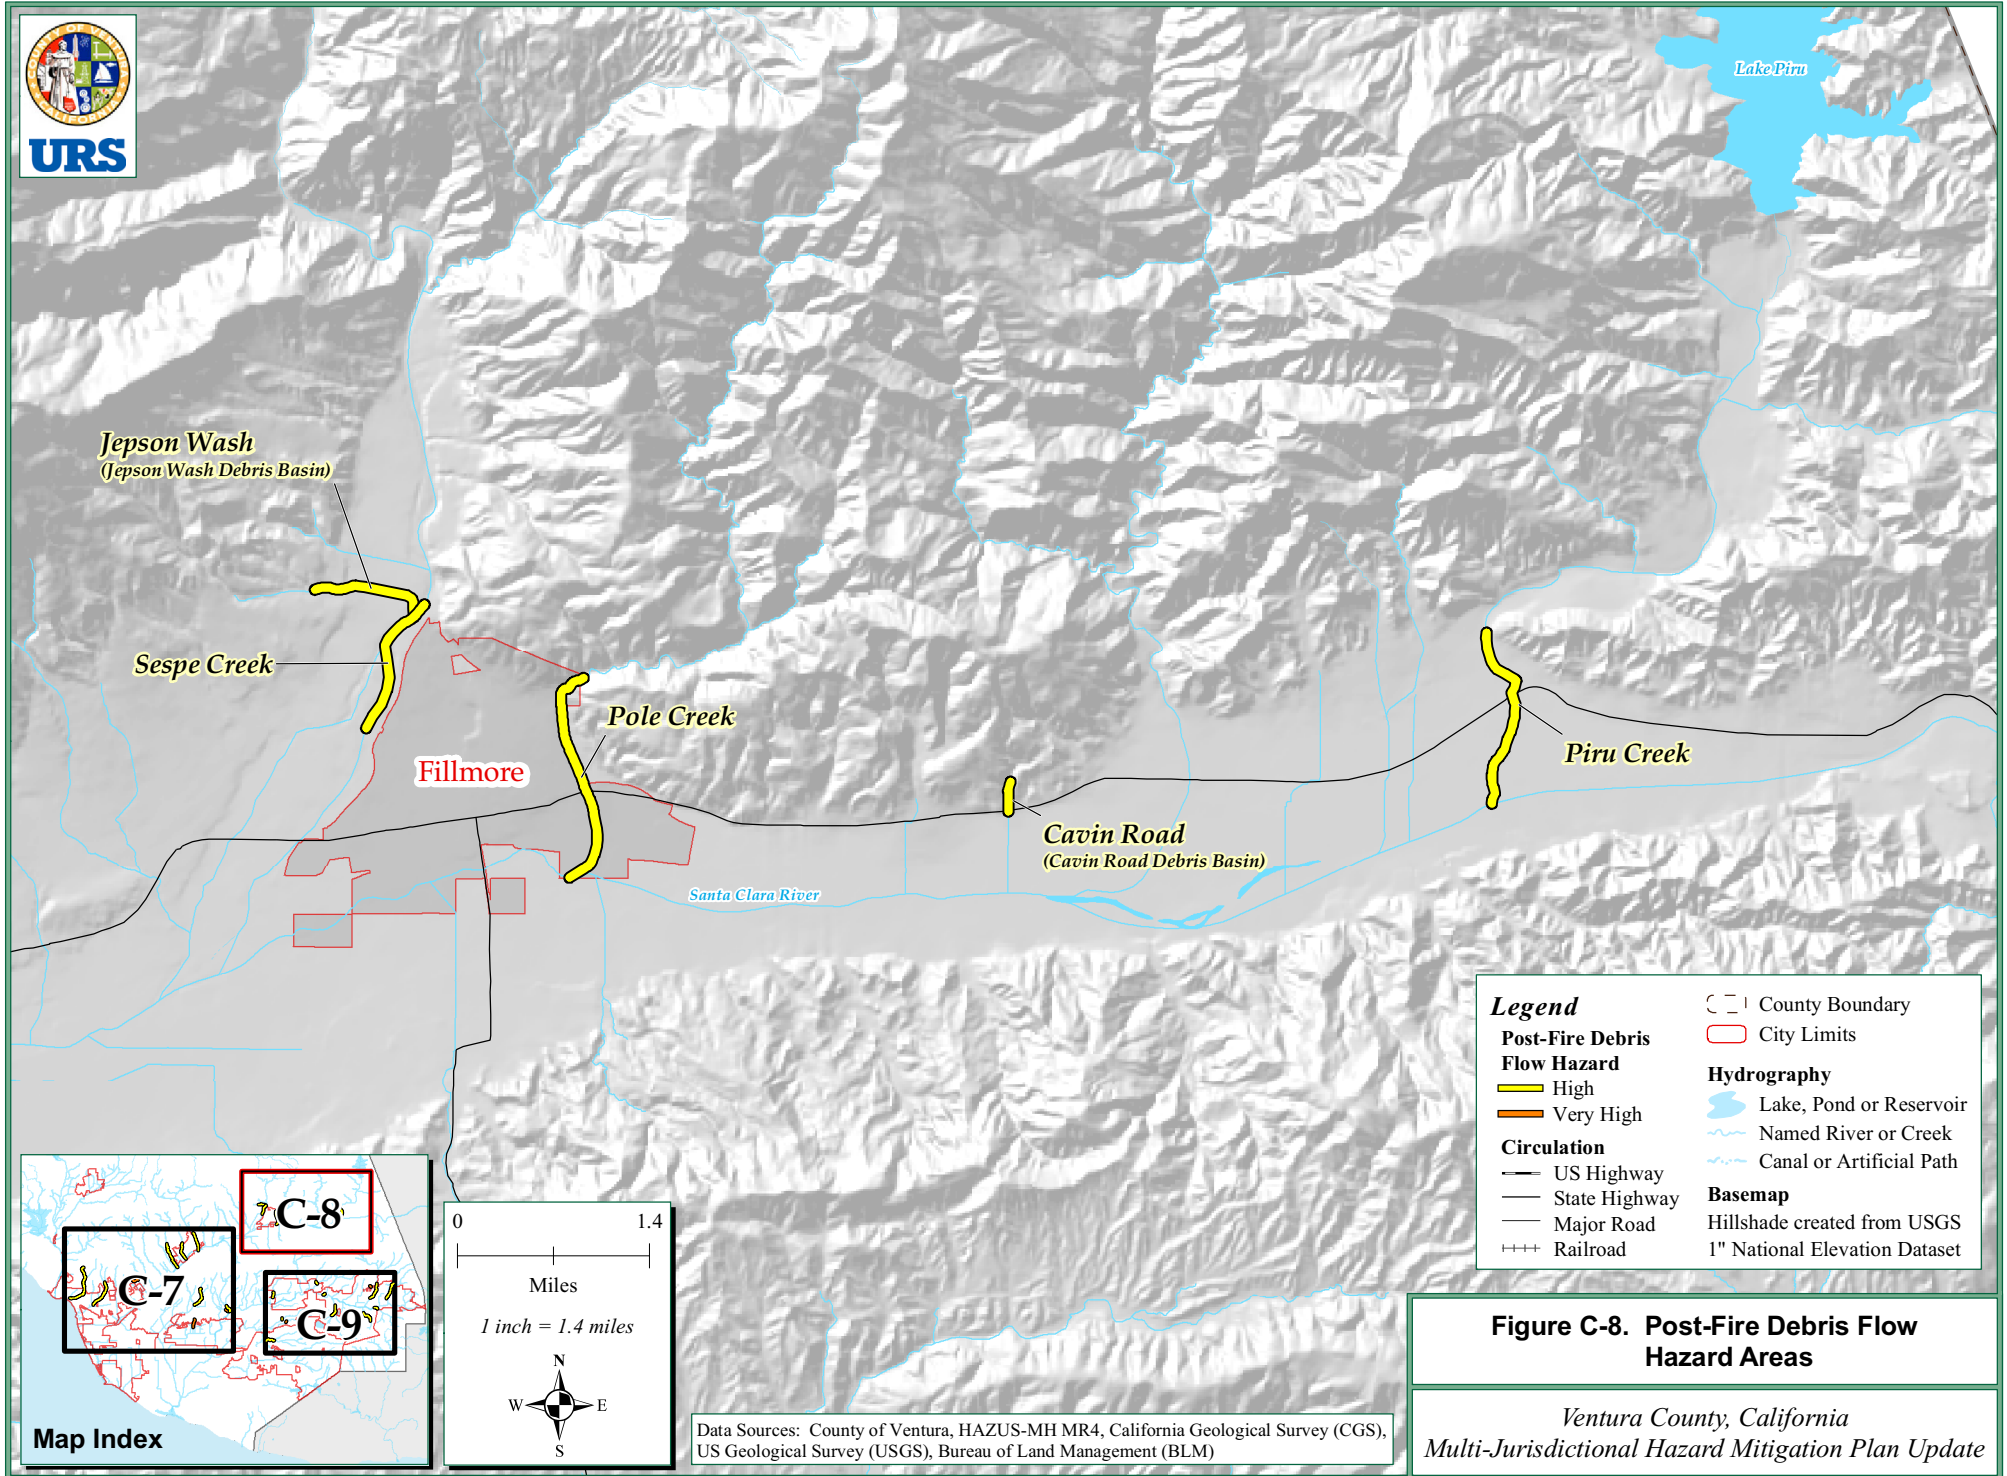 COUNTY OF VENTURA
CALIFORNIA
URS
Lake Piru
Jepson Wash
(Jepson Wash Debris Basin)
Sespe Creek
Pole Creek
Fillmore
Piru Creek
Cavin Road
(Cavin Road Debris Basin)
Santa Clara River
Legend
Post-Fire Debris
Flow Hazard
High
Very High
Circulation
US Highway
State Highway
Major Road
Railroad
County Boundary
City Limits
Hydrography
Lake, Pond or Reservoir
Named River or Creek
Canal or Artificial Path
Basemap
Hillshade created from USGS
1" National Elevation Dataset
C-8
C-7
C-9
Map Index
0 1.4
Miles
1 inch = 1.4 miles
N
W E
S
Data Sources: County of Ventura, HAZUS-MH MR4, California Geological Survey (CGS),
US Geological Survey (USGS), Bureau of Land Management (BLM)
Figure C-8. Post-Fire Debris Flow
Hazard Areas
Ventura County, California
Multi-Jurisdictional Hazard Mitigation Plan Update